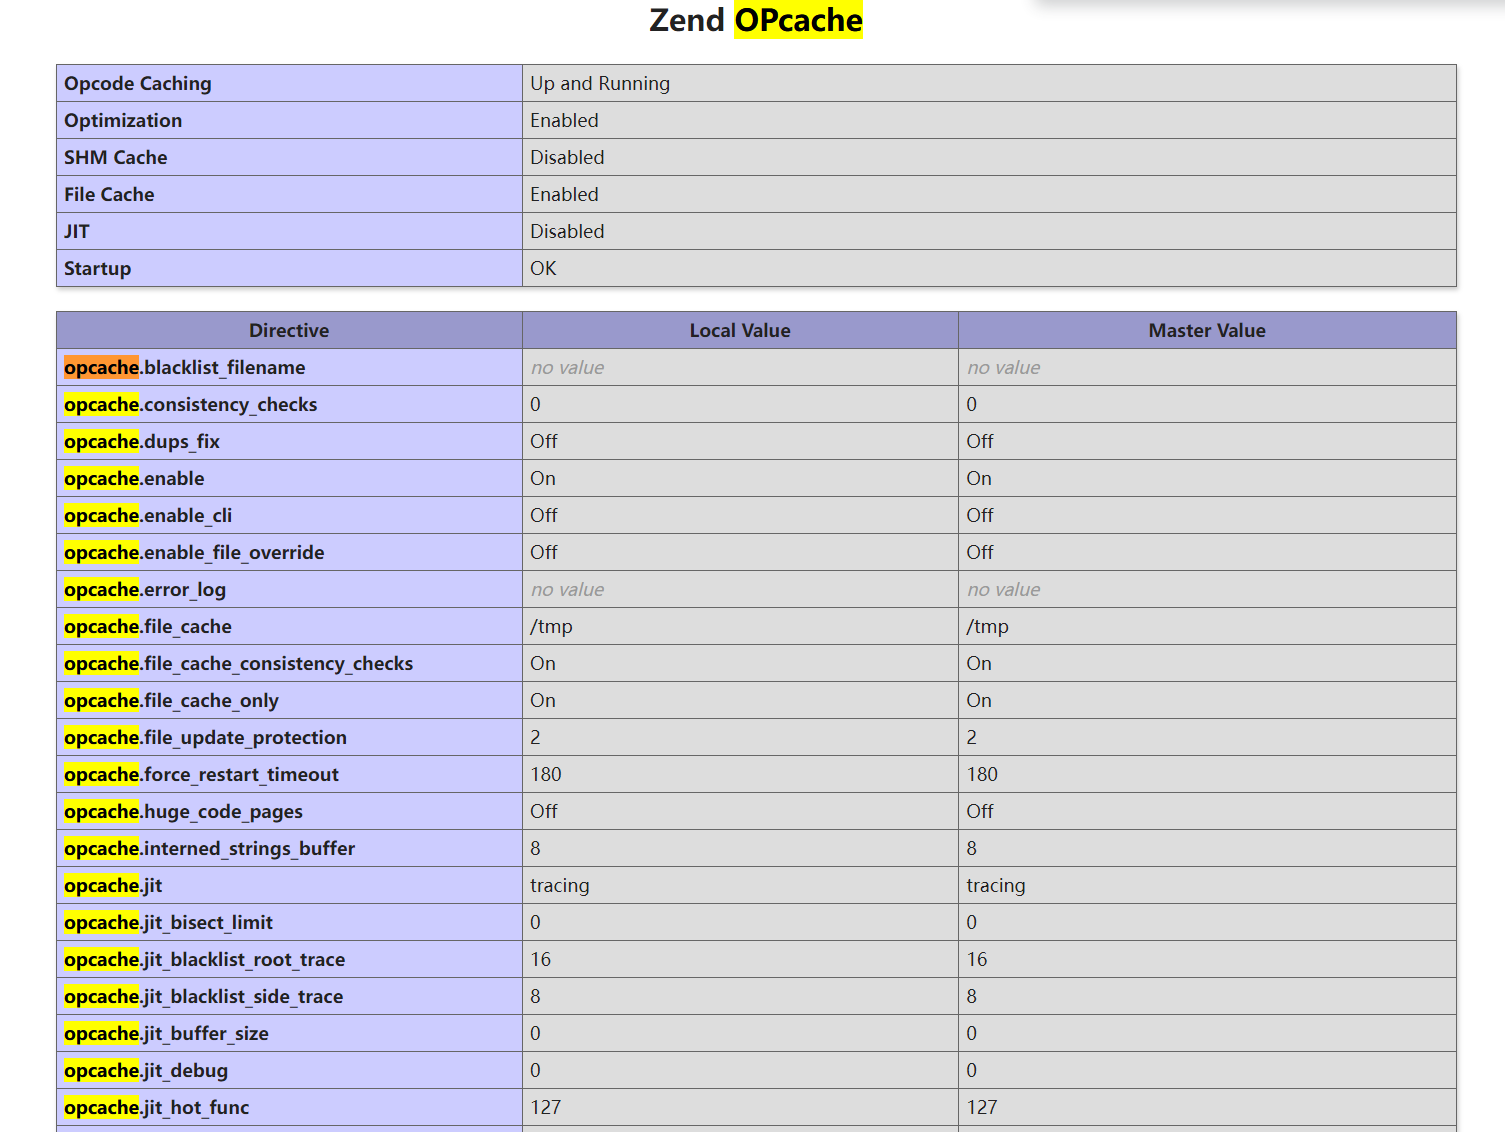 Zend OPcache
Opcode Caching Up and Running
Optimization Enabled
SHM Cache Disabled
File Cache Enabled
JIT Disabled
Startup OK
Directive Local Value Master Value
opcache.blacklist_filename no value no value
opcache.consistency_checks 0 0
opcache.dups_fix Off Off
opcache.enable On On
opcache.enable_cli Off Off
opcache.enable_file_override Off Off
opcache.error_log no value no value
opcache.file_cache /tmp /tmp
opcache.file_cache_consistency_checks On On
opcache.file_cache_only On On
opcache.file_update_protection 2 2
opcache.force_restart_timeout 180 180
opcache.huge_code_pages Off Off
opcache.interned_strings_buffer 8 8
opcache.jit tracing tracing
opcache.jit_bisect_limit 0 0
opcache.jit_blacklist_root_trace 16 16
opcache.jit_blacklist_side_trace 8 8
opcache.jit_buffer_size 0 0
opcache.jit_debug 0 0
opcache.jit_hot_func 127 127